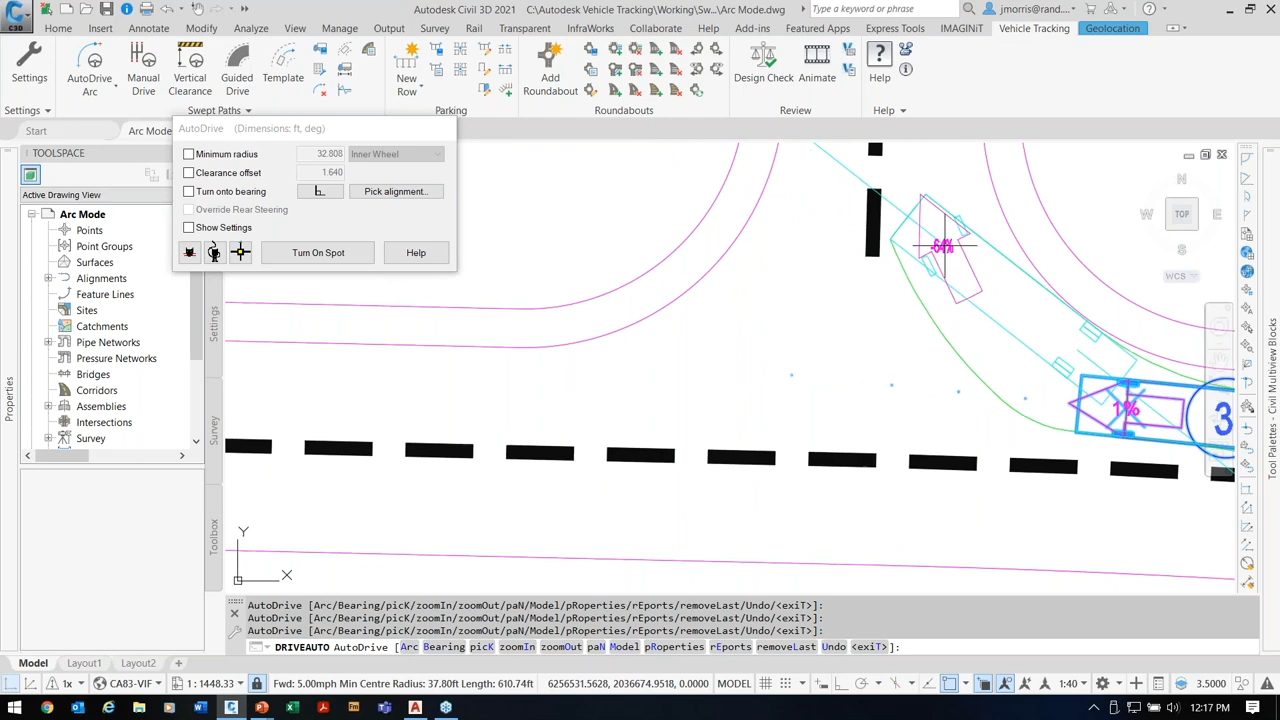 C3D
Autodesk Civil 3D 2021
C:\Autodesk Vehicle Tracking\Working\Sw...\Arc Mode.dwg
Type a keyword or phrase
jmorris@rand....
Home Insert Annotate Modify Analyze View Manage Output Survey Rail Transparent InfraWorks Collaborate Help Add-ins Featured Apps Express Tools IMAGINiT Vehicle Tracking Geolocation
Settings
AutoDrive Arc
Manual Drive
Vertical Clearance
Guided Drive
Template
New Row
Add Roundabout
Design Check
Animate
Help
Settings
Swept Paths
Parking
Roundabouts
Review
Help
Start
Arc Mode
AutoDrive (Dimensions: ft, deg)
Minimum radius 32.808 Inner Wheel
Clearance offset 1.640
Turn onto bearing Pick alignment...
Override Rear Steering
Show Settings
Turn On Spot
Help
TOOLSPACE
Active Drawing View
Arc Mode
Points
Point Groups
Surfaces
Alignments
Feature Lines
Sites
Catchments
Pipe Networks
Pressure Networks
Bridges
Corridors
Assemblies
Intersections
Survey
Settings
Survey
Toolbox
Properties
Tool Palettes - Civil Multiview Blocks
N
W TOP E
S
WCS
-64%
1%
3
Y
X
AutoDrive [Arc/Bearing/picK/zoomIn/zoomOut/paN/Model/pRoperties/rEports/removeLast/Undo/<exiT>]:
AutoDrive [Arc/Bearing/picK/zoomIn/zoomOut/paN/Model/pRoperties/rEports/removeLast/Undo/<exiT>]:
AutoDrive [Arc/Bearing/picK/zoomIn/zoomOut/paN/Model/pRoperties/rEports/removeLast/Undo/<exiT>]:
DRIVEAUTO AutoDrive [Arc Bearing picK zoomIn zoomOut paN Model pRoperties rEports removeLast Undo <exiT>]:
Model Layout1 Layout2 +
1x CA83-VIF 1 : 1448.33 Fwd: 5.00mph Min Centre Radius: 37.80ft Length: 610.74ft 6256531.5628, 2036674.9518, 0.0000 MODEL 1:40 3.5000
12:17 PM